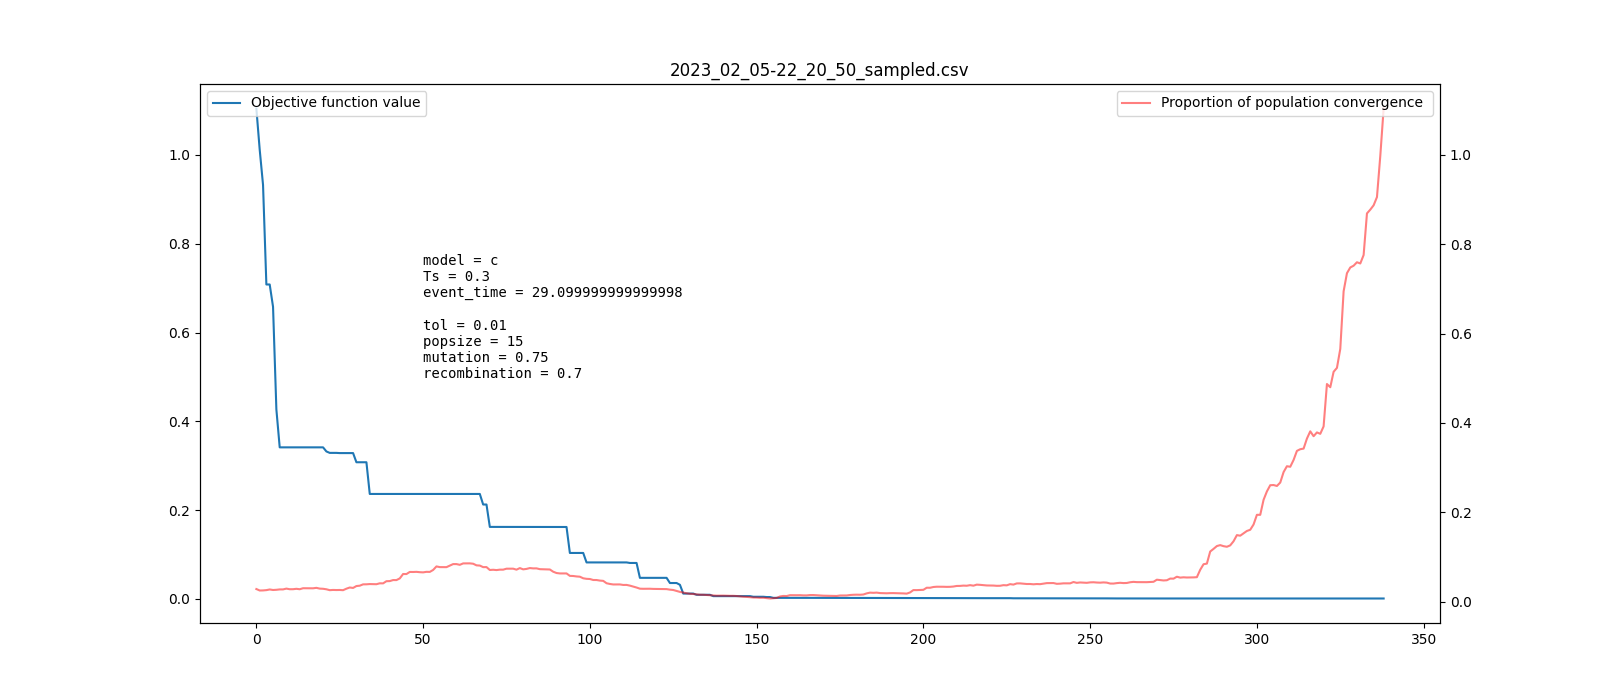 2023_02_05-22_20_50_sampled.csv
Objective function value
Proportion of population convergence
1.0
0.8
0.6
0.4
0.2
0.0
model = c
Ts = 0.3
event_time = 29.099999999999998
tol = 0.01
popsize = 15
mutation = 0.75
recombination = 0.7
1.0
0.8
0.6
0.4
0.2
0.0
0 50 100 150 200 250 300 350